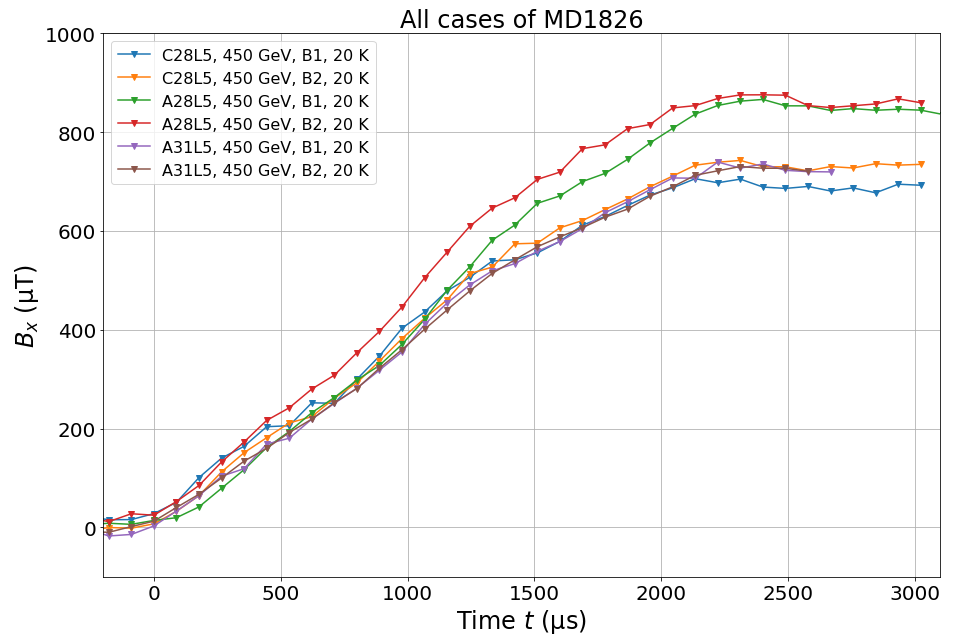 All cases of MD1826
C28L5, 450 GeV, B1, 20 K
C28L5, 450 GeV, B2, 20 K
A28L5, 450 GeV, B1, 20 K
A28L5, 450 GeV, B2, 20 K
A31L5, 450 GeV, B1, 20 K
A31L5, 450 GeV, B2, 20 K
1000
800
600
400
200
0
Bx (μT)
0 500 1000 1500 2000 2500 3000
Time t (μs)